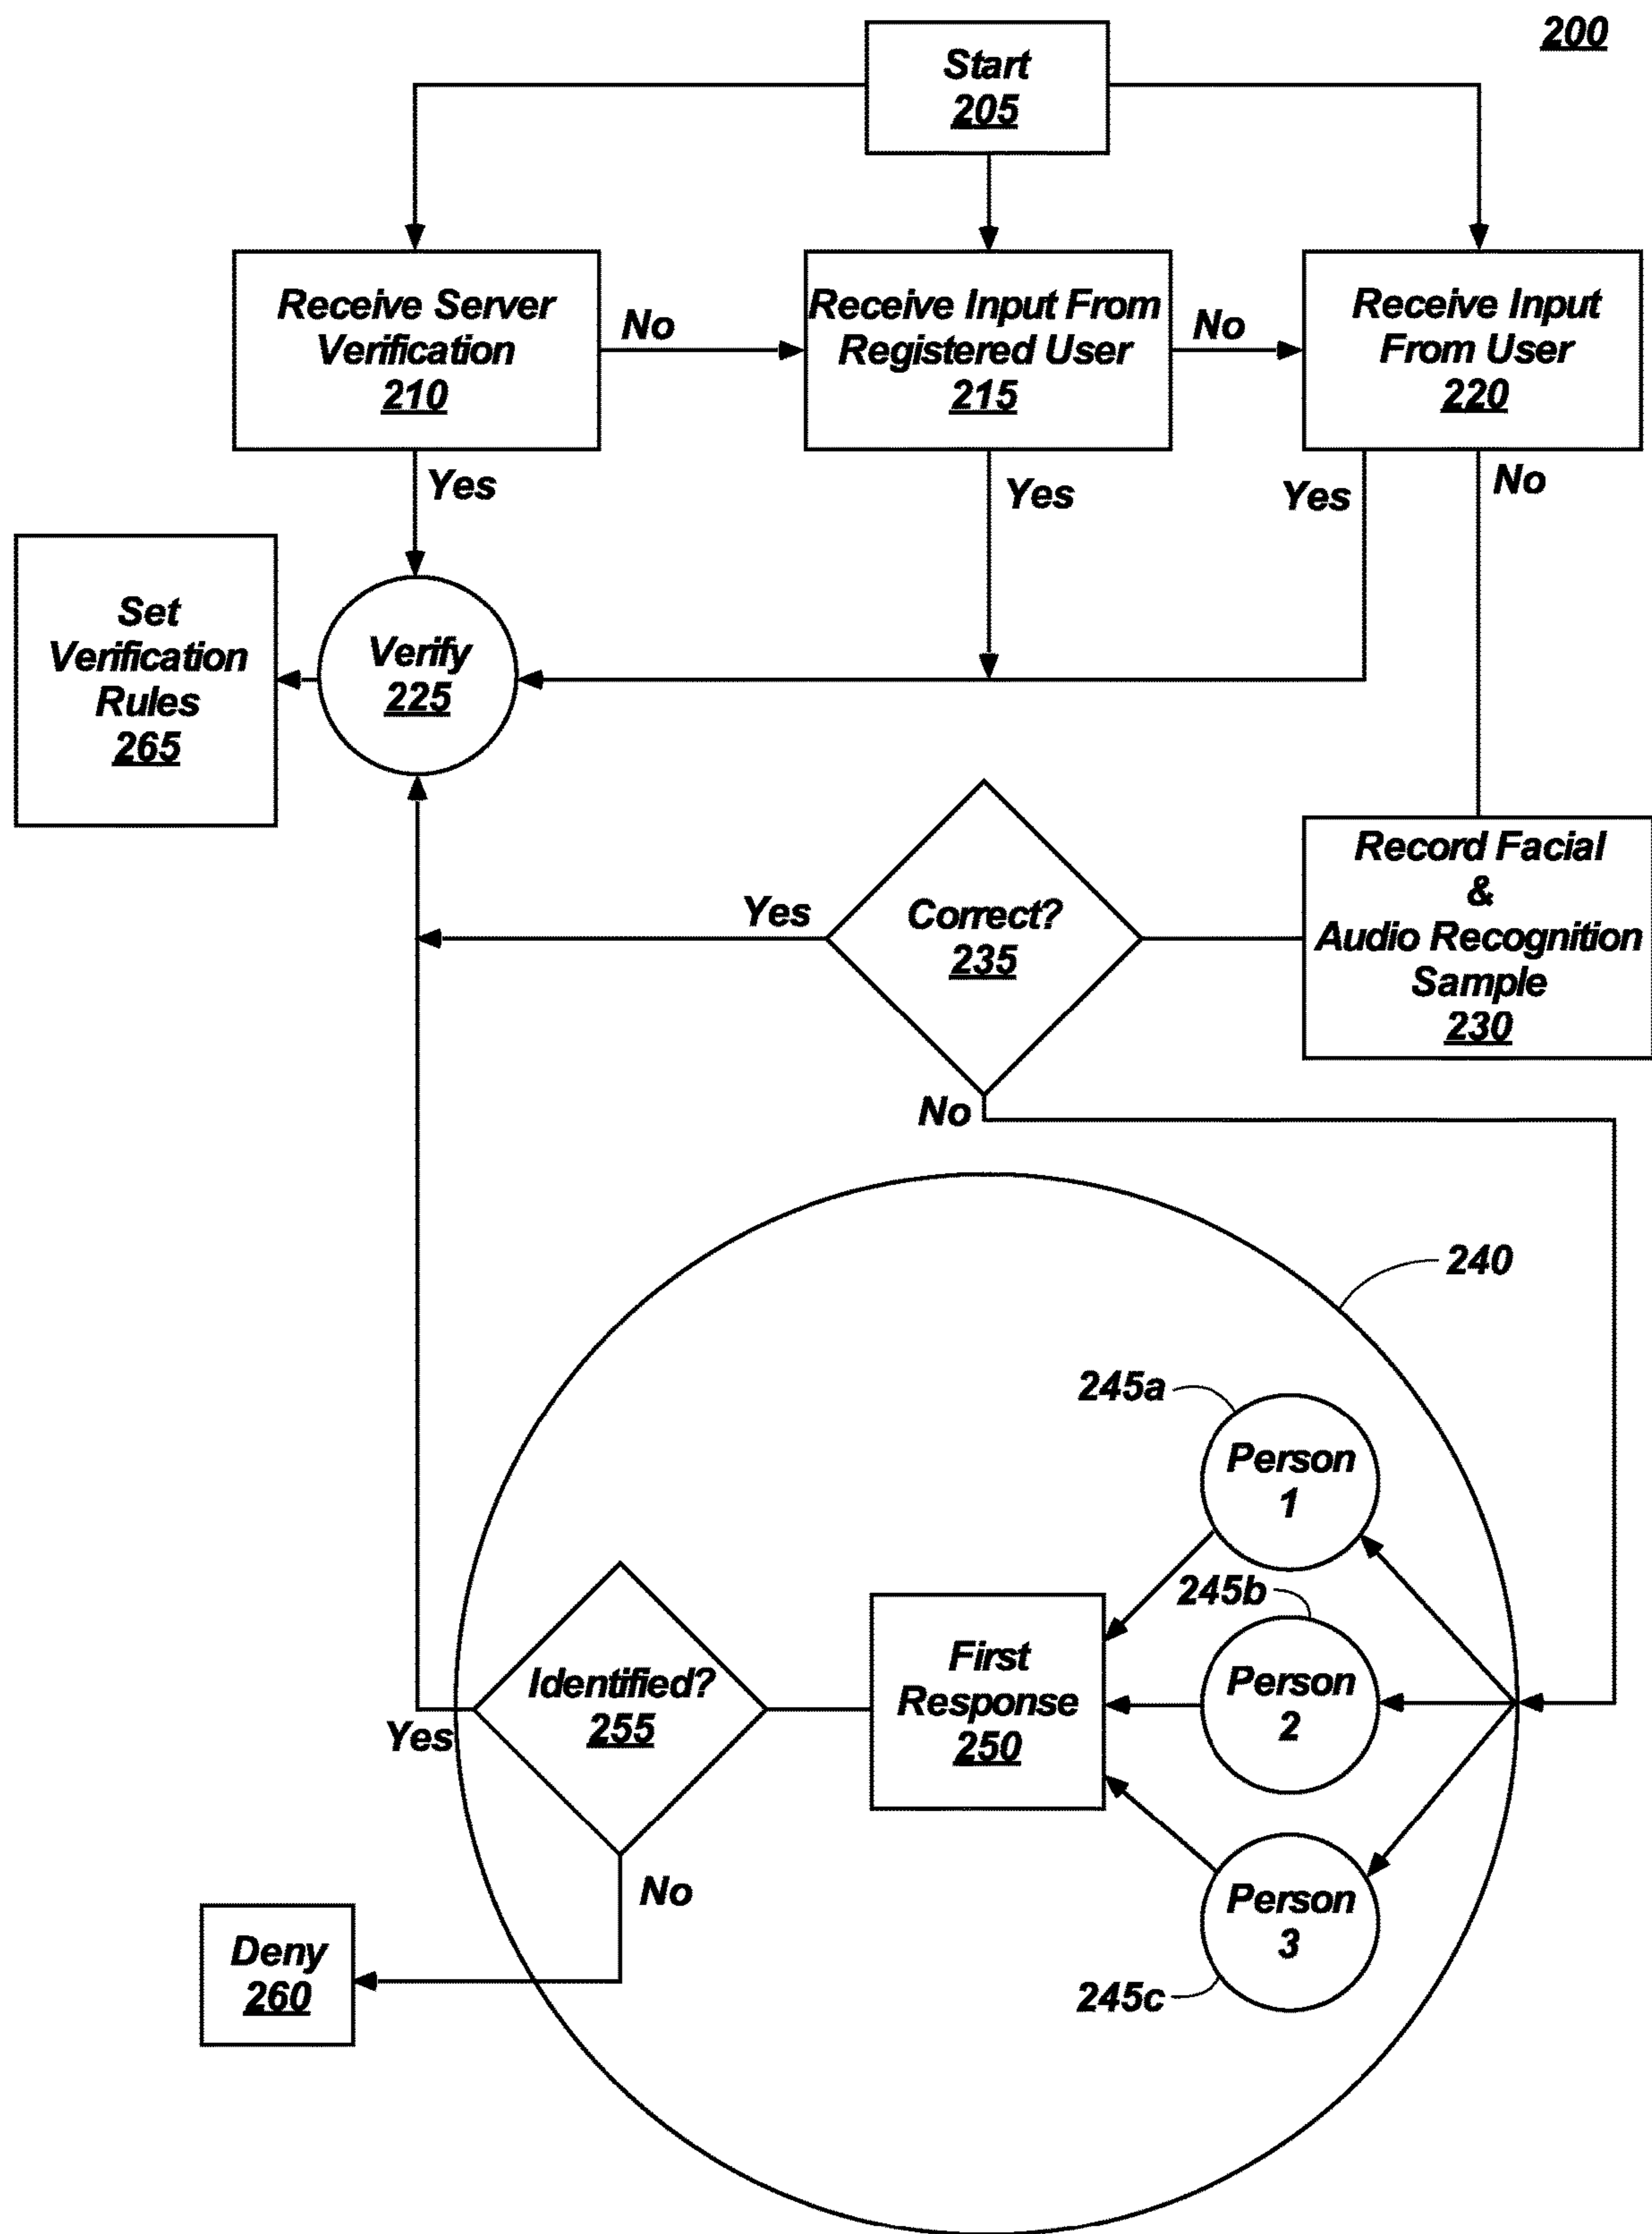 200
Start
205
Receive Server
Verification
210
No
Receive Input From
Registered User
215
No
Receive Input
From User
220
Yes
Yes
Yes
No
Set
Verification
Rules
265
Verify
225
Record Facial
&
Audio Recognition
Sample
230
Yes
Correct?
235
No
240
245a
Person
1
245b
First
Response
250
Person
2
Identified?
255
Yes
No
Person
3
245c
Deny
260